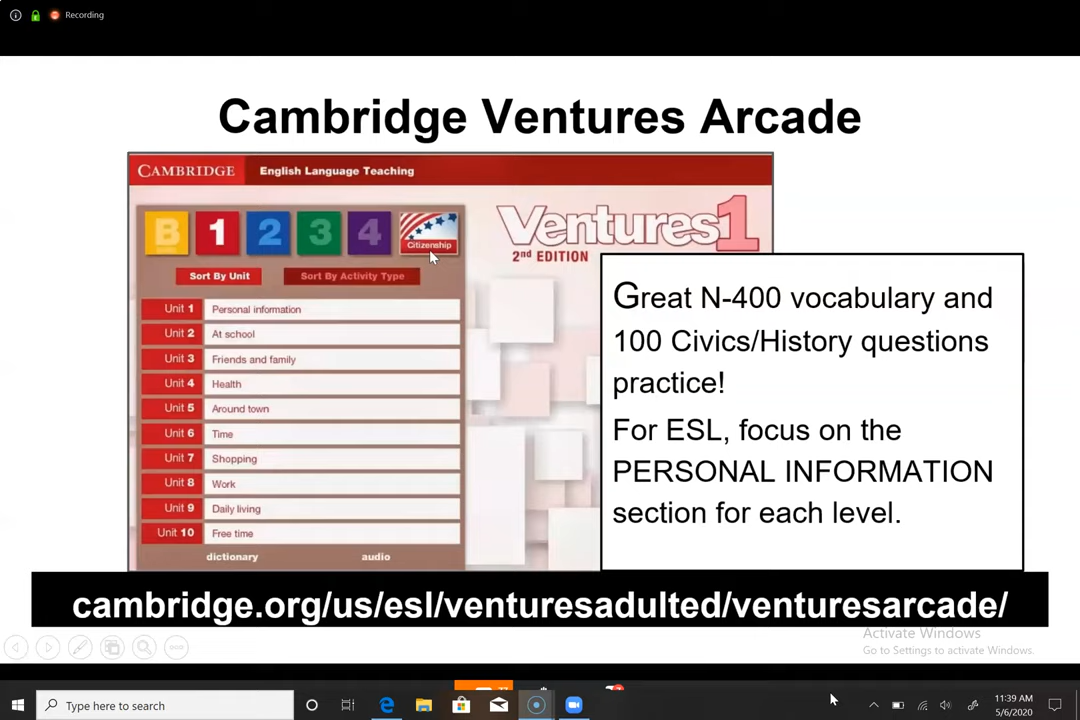 Recording
Cambridge Ventures Arcade
CAMBRIDGE English Language Teaching
B 1 2 3 4 Citizenship
Ventures 1
2nd EDITION
Sort By Unit Sort By Activity Type
Unit 1 Personal information
Unit 2 At school
Unit 3 Friends and family
Unit 4 Health
Unit 5 Around town
Unit 6 Time
Unit 7 Shopping
Unit 8 Work
Unit 9 Daily living
Unit 10 Free time
dictionary audio
Great N-400 vocabulary and
100 Civics/History questions
practice!
For ESL, focus on the
PERSONAL INFORMATION
section for each level.
cambridge.org/us/esl/venturesadulted/venturesarcade/
Activate Windows
Go to Settings to activate Windows.
Type here to search
11:39 AM
5/6/2020